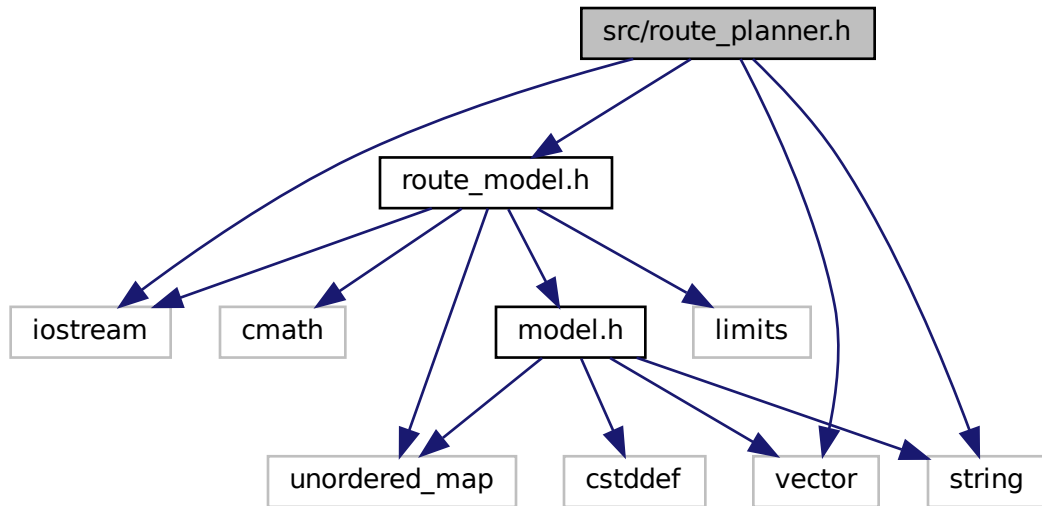 src/route_planner.h
route_model.h
iostream
cmath
model.h
limits
unordered_map
cstddef
vector
string